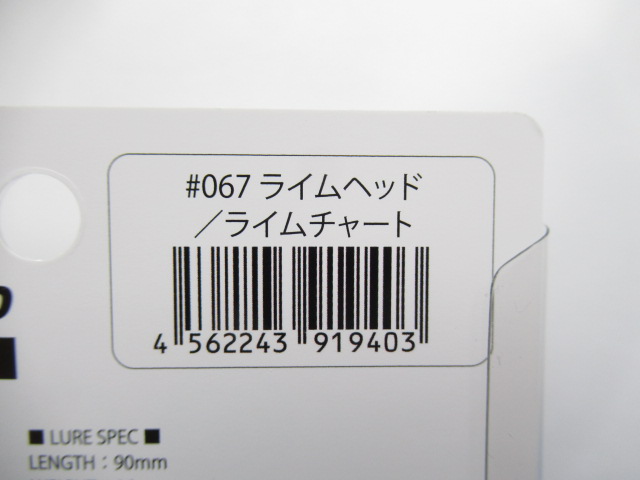 #067 ライムヘッド
／ライムチャート
4 562243 919403
■ LURE SPEC ■
LENGTH：90mm